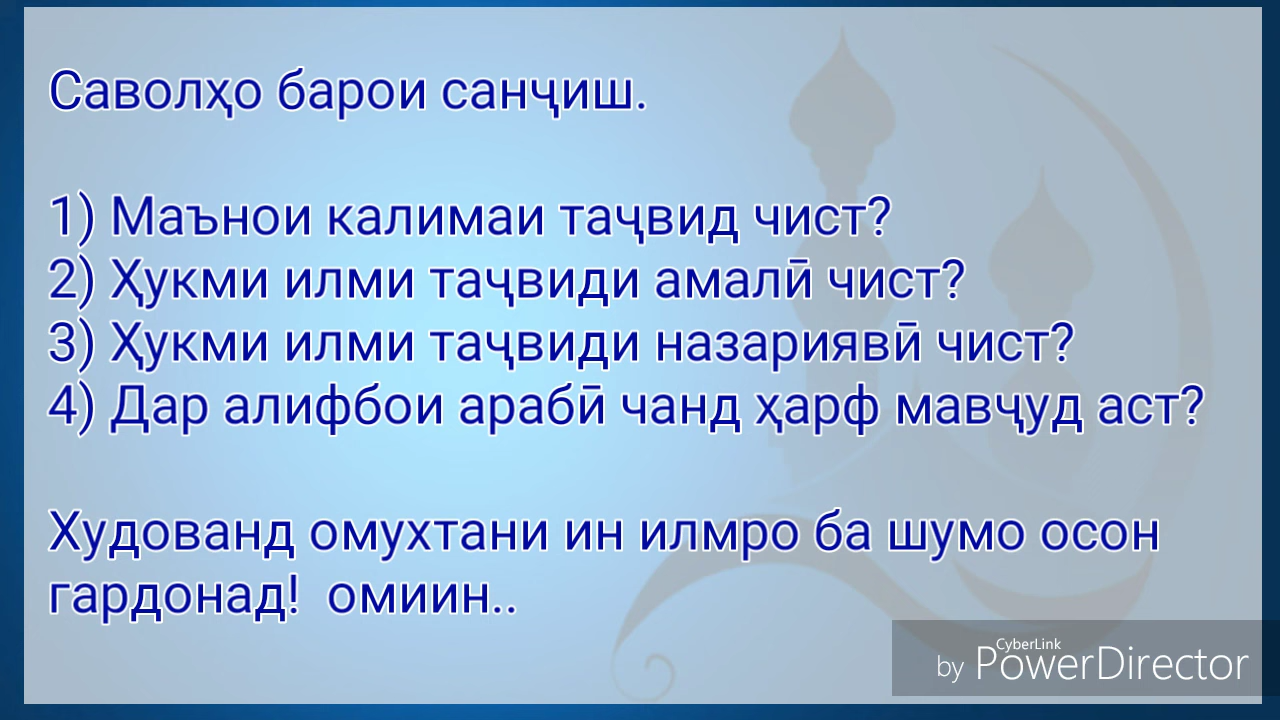 Саволҳо барои санҷиш.
1) Маънои калимаи таҷвид чист?
2) Ҳукми илми таҷвиди амалӣ чист?
3) Ҳукми илми таҷвиди назариявӣ чист?
4) Дар алифбои арабӣ чанд ҳарф мавҷуд аст?
Худованд омухтани ин илмро ба шумо осон
гардонад!  омиин..
CyberLink
by PowerDirector